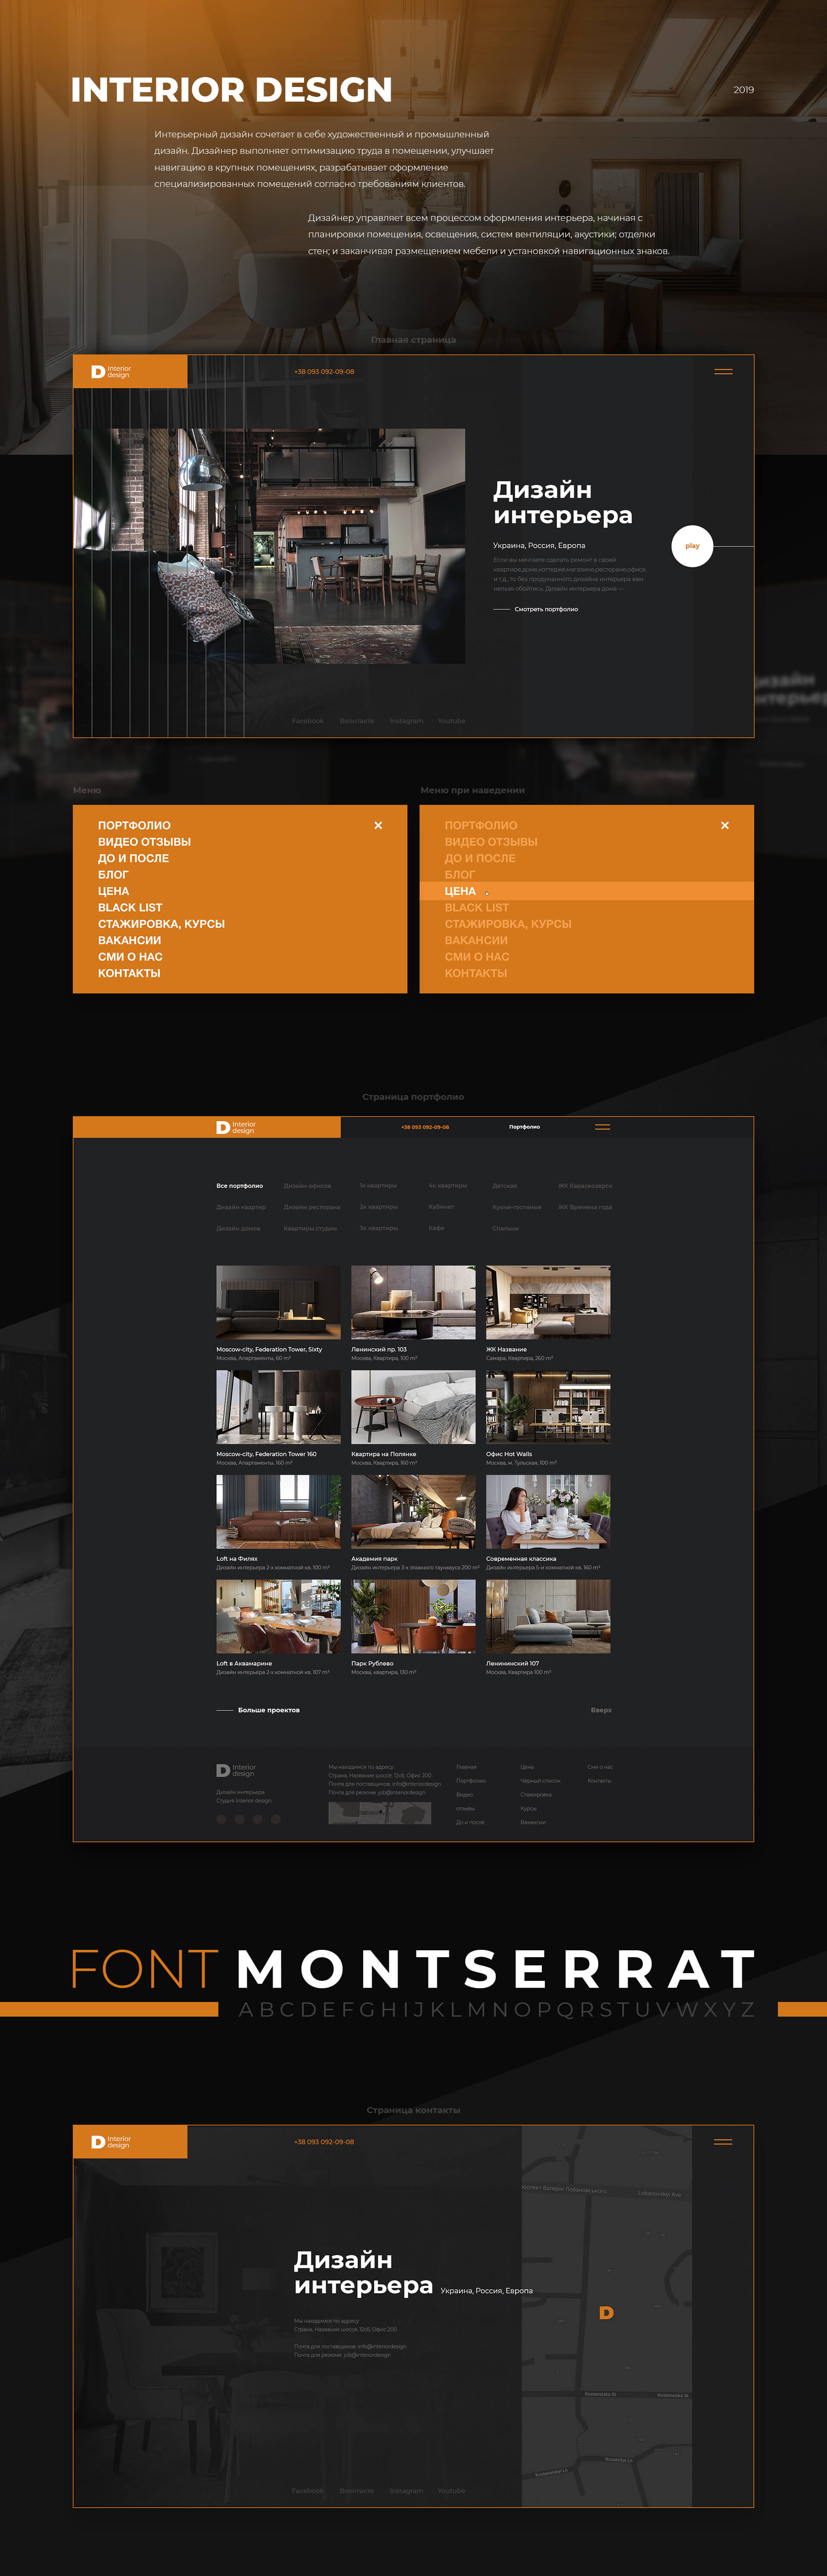 INTERIOR DESIGN
2019
Интерьерный дизайн сочетает в себе художественный и промышленный
дизайн. Дизайнер выполняет оптимизацию труда в помещении, улучшает
навигацию в крупных помещениях, разрабатывает оформление
специализированных помещений согласно требованиям клиентов.
Дизайнер управляет всем процессом оформления интерьера, начиная с
планировки помещения, освещения, систем вентиляции, акустики; отделки
стен; и заканчивая размещением мебели и установкой навигационных знаков.
Главная страница
D Interior
design
+38 093 092-09-08
Дизайн
интерьера
Украина, Россия, Европа
Если вы мечтаете сделать ремонт в своей
квартире,доме,коттедже,магазине,ресторане,офисе,
и т.д., то без продуманного дизайна интерьера вам
нельзя обойтись. Дизайн интерьера дома —
play
Смотреть портфолио
Facebook Вконтакте Instagram Youtube
Меню
ПОРТФОЛИО
ВИДЕО ОТЗЫВЫ
ДО И ПОСЛЕ
БЛОГ
ЦЕНА
BLACK LIST
СТАЖИРОВКА, КУРСЫ
ВАКАНСИИ
СМИ О НАС
КОНТАКТЫ
Меню при наведении
ПОРТФОЛИО
ВИДЕО ОТЗЫВЫ
ДО И ПОСЛЕ
БЛОГ
ЦЕНА
BLACK LIST
СТАЖИРОВКА, КУРСЫ
ВАКАНСИИ
СМИ О НАС
КОНТАКТЫ
Страница портфолио
D Interior
design
+38 093 092-09-08
Портфолио
Все портфолио Дизайн офисов 1к квартиры 4к квартиры Детская
Дизайн квартир Дизайн ресторана 2к квартиры Кабинет Кухня-гостиные ЖК Времена года
Дизайн домов Квартиры студии 3к квартиры Кафе Спальни
Moscow-city, Federation Tower, Sixty
Москва, Апартаменты, 60 m²
Ленинский пр. 103
Москва, Квартира, 100 m²
ЖК Название
Самара, Квартира, 260 m²
Moscow-city, Federation Tower 160
Москва, Апартаменты, 160 m²
Квартира на Полянке
Москва, Квартира, 160 m²
Офис Hot Walls
Москва, м. Тульская, 100 m²
Loft на Филях
Дизайн интерьера 2-х комнатной кв. 100 m²
Академия парк
Дизайн интерьера 3-х этажного таунхауса 200 m²
Современная классика
Дизайн интерьера 5-и комнатной кв. 160 m²
Loft в Аквамарине
Дизайн интерьера 2-х комнатной кв. 107 m²
Парк Рублево
Москва, квартира, 130 m²
Ленининский 107
Москва, Квартира 100 m²
Больше проектов
Вверх
D Interior
design
Дизайн интерьера
Студия Interior design
Мы находимся по адресу:
Страна, Название шоссе, 12с6, Офис 200
Почта для поставщиков: info@interiordesign
Почта для резюме: job@interiordesign
Главная
Портфолио
Видео
отзывы
До и после
Цена
Черный список
Стажировка
Курсы
Вакансии
Сми о нас
Контакты
FONT MONTSERRAT
ABCDEFGHIJKLMNOPQRSTUVWXYZ
Страница контакты
D Interior
design
+38 093 092-09-08
Дизайн
интерьера Украина, Россия, Европа
Мы находимся по адресу:
Страна, Название шоссе, 12с6, Офис 200
Почта для поставщиков: info@interiordesign
Почта для резюме: job@interiordesign
Валерія Лобановського
Lobanovskyi Ave
D
Facebook Вконтакте Instagram Youtube